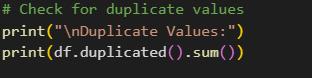 # Check for duplicate values
print("\nDuplicate Values:")
print(df.duplicated().sum())